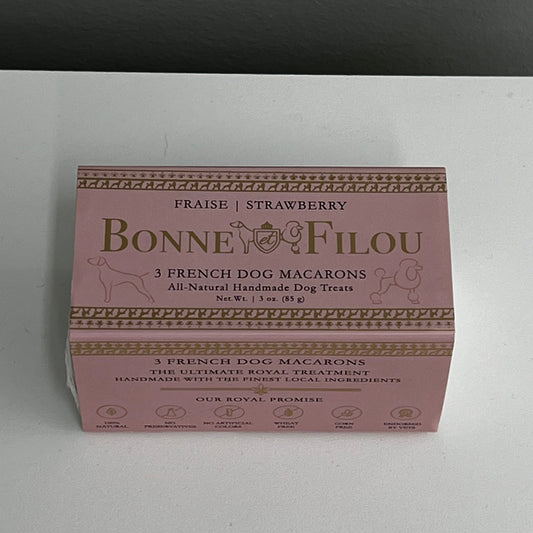 FRAISE | STRAWBERRY
BONNE et FILOU
3 FRENCH DOG MACARONS
All-Natural Handmade Dog Treats
Net.Wt. | 3 oz. (85 g)
3 FRENCH DOG MACARONS
THE ULTIMATE ROYAL TREATMENT
HANDMADE WITH THE FINEST LOCAL INGREDIENTS
OUR ROYAL PROMISE
100% NATURAL
NO PRESERVATIVES
NO ARTIFICIAL COLORS
WHEAT FREE
CORN FREE
ENDORSED BY VETS